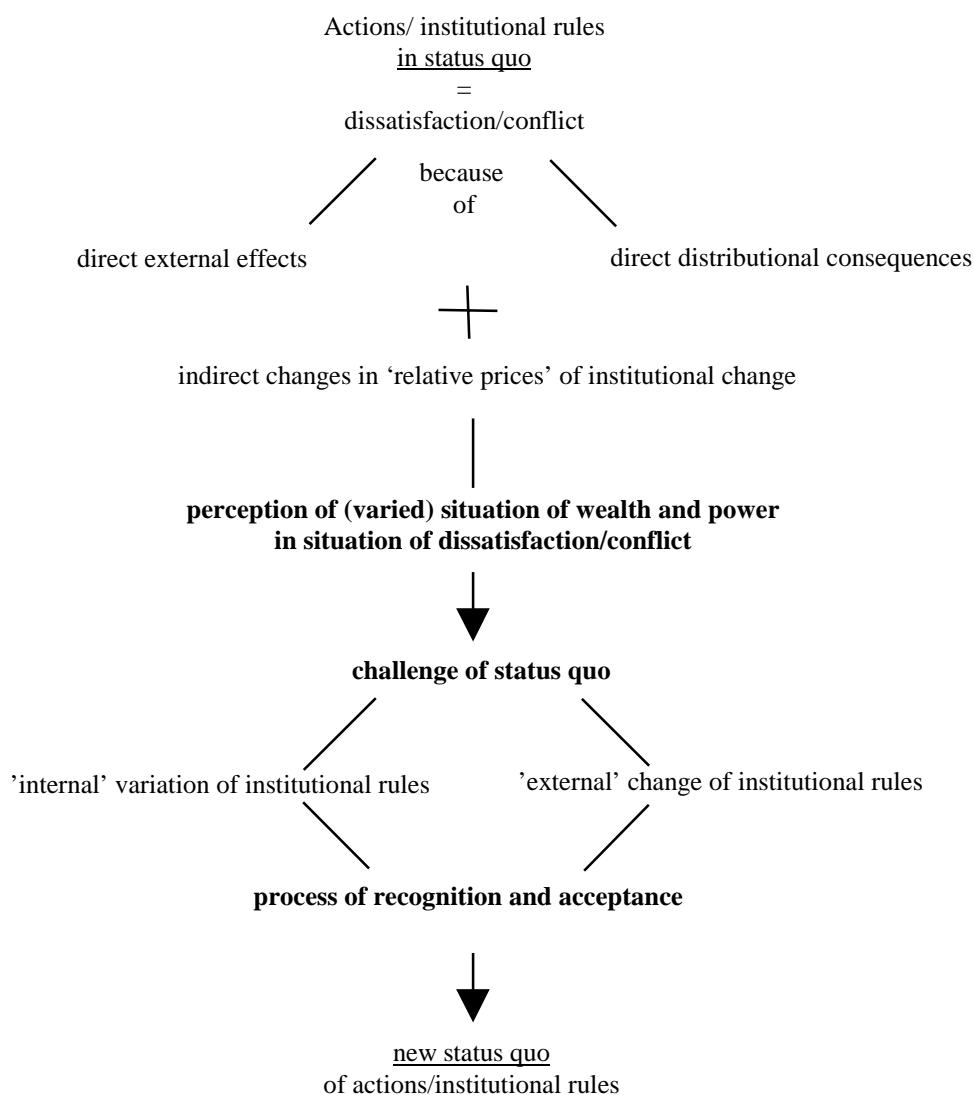 Actions/ institutional rules
in status quo
=
dissatisfaction/conflict
because
of
direct external effects
direct distributional consequences
indirect changes in ‘relative prices’ of institutional change
perception of (varied) situation of wealth and power
in situation of dissatisfaction/conflict
challenge of status quo
’internal’ variation of institutional rules
’external’ change of institutional rules
process of recognition and acceptance
new status quo
of actions/institutional rules